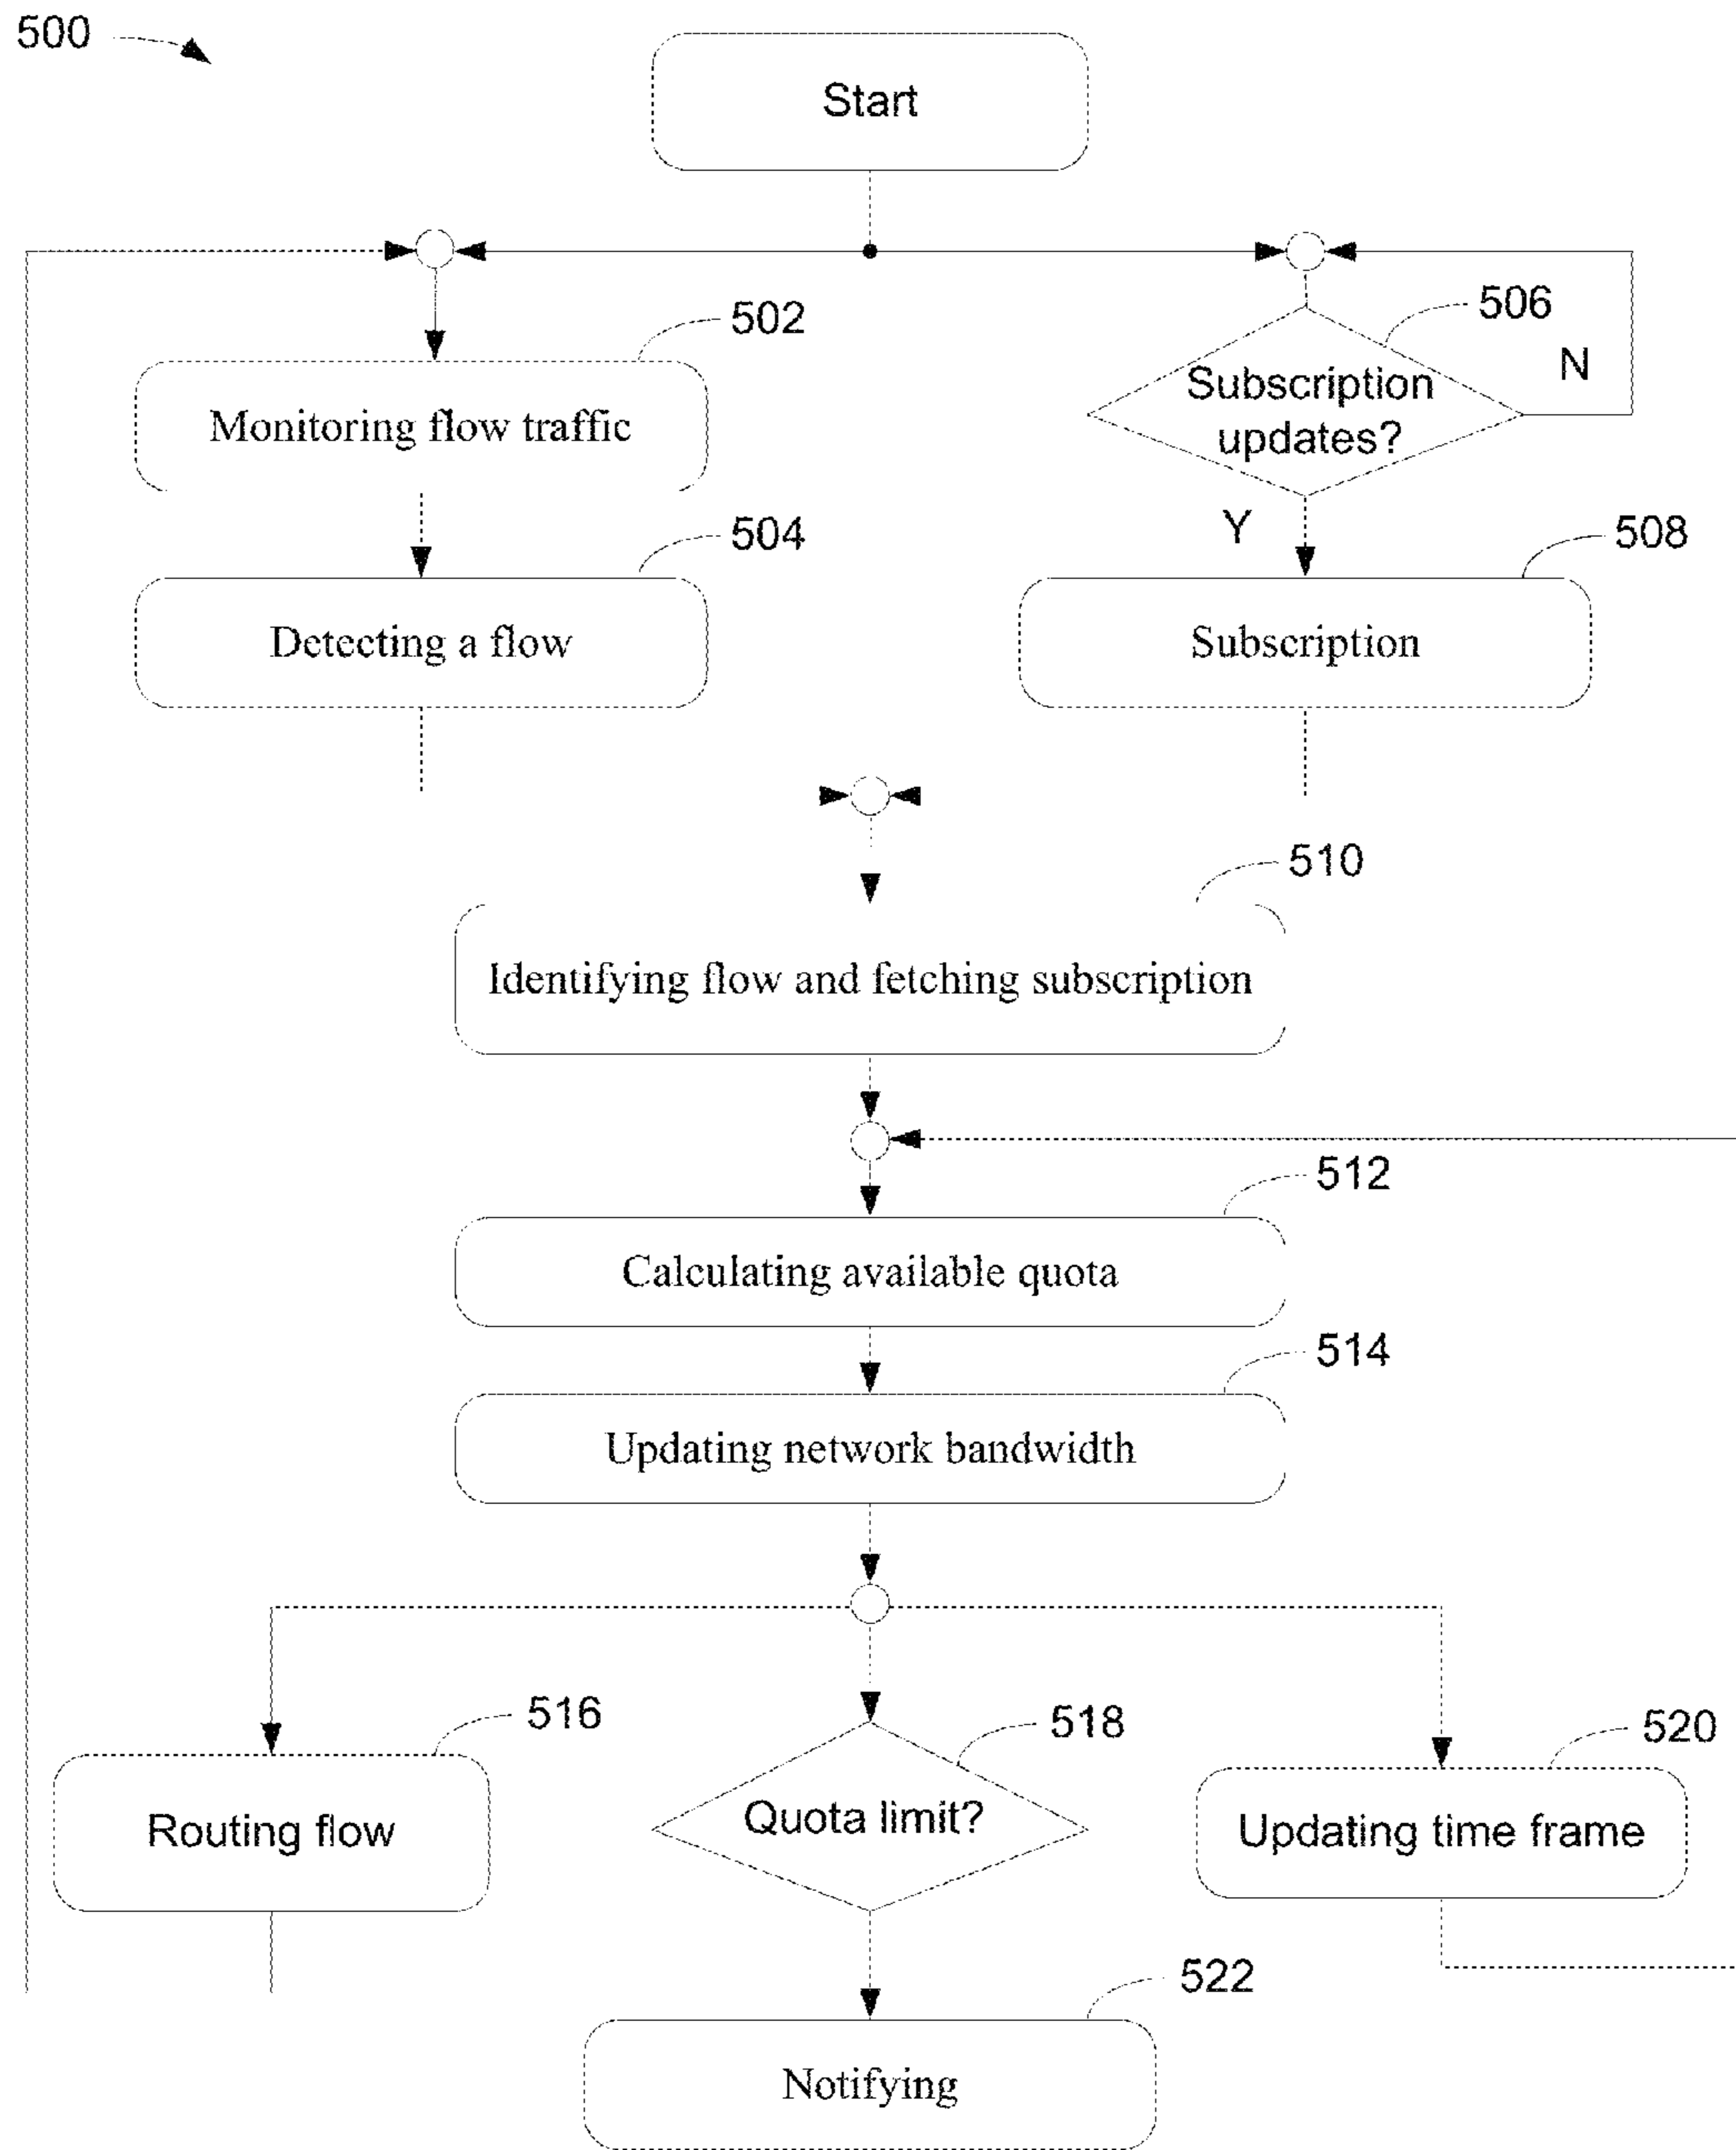 500
Start
502
506
N
Subscription
updates?
Monitoring flow traffic
Y
504
508
Detecting a flow
Subscription
510
Identifying flow and fetching subscription
512
Calculating available quota
514
Updating network bandwidth
516
518
520
Routing flow
Quota limit?
Updating time frame
522
Notifying